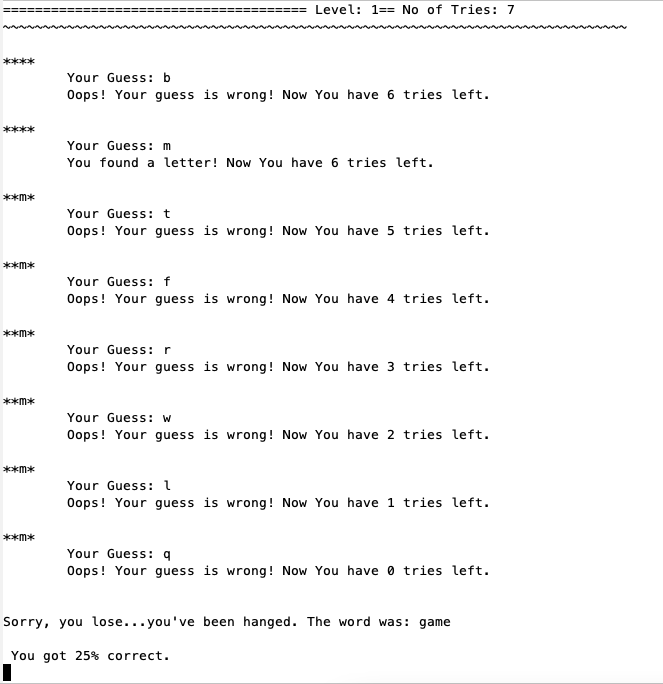 ====================================== Level: 1== No of Tries: 7
~~~~~~~~~~~~~~~~~~~~~~~~~~~~~~~~~~~~~~~~~~~~~~~~~~~~~~~~~~~~~~~~~~~~~~~~~~~~~~
****
Your Guess: b
Oops! Your guess is wrong! Now You have 6 tries left.
****
Your Guess: m
You found a letter! Now You have 6 tries left.
**m*
Your Guess: t
Oops! Your guess is wrong! Now You have 5 tries left.
**m*
Your Guess: f
Oops! Your guess is wrong! Now You have 4 tries left.
**m*
Your Guess: r
Oops! Your guess is wrong! Now You have 3 tries left.
**m*
Your Guess: w
Oops! Your guess is wrong! Now You have 2 tries left.
**m*
Your Guess: l
Oops! Your guess is wrong! Now You have 1 tries left.
**m*
Your Guess: q
Oops! Your guess is wrong! Now You have 0 tries left.
Sorry, you lose...you've been hanged. The word was: game
You got 25% correct.